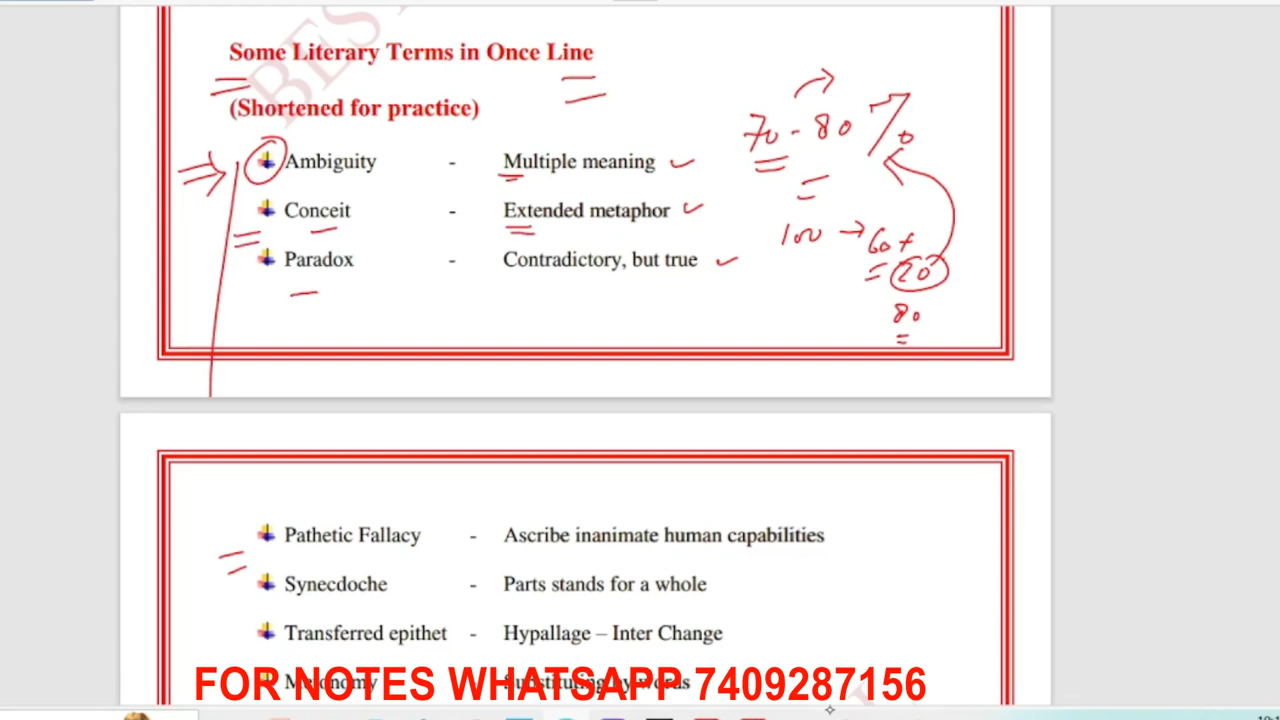 BEST
Some Literary Terms in Once Line
(Shortened for practice)
70 - 80 %
Ambiguity - Multiple meaning
Conceit - Extended metaphor
100 → 60 +
Paradox - Contradictory, but true
= 20
80
=
Pathetic Fallacy - Ascribe inanimate human capabilities
Synecdoche - Parts stands for a whole
Transferred epithet - Hypallage – Inter Change
FOR NOTES WHATSAPP 7409287156